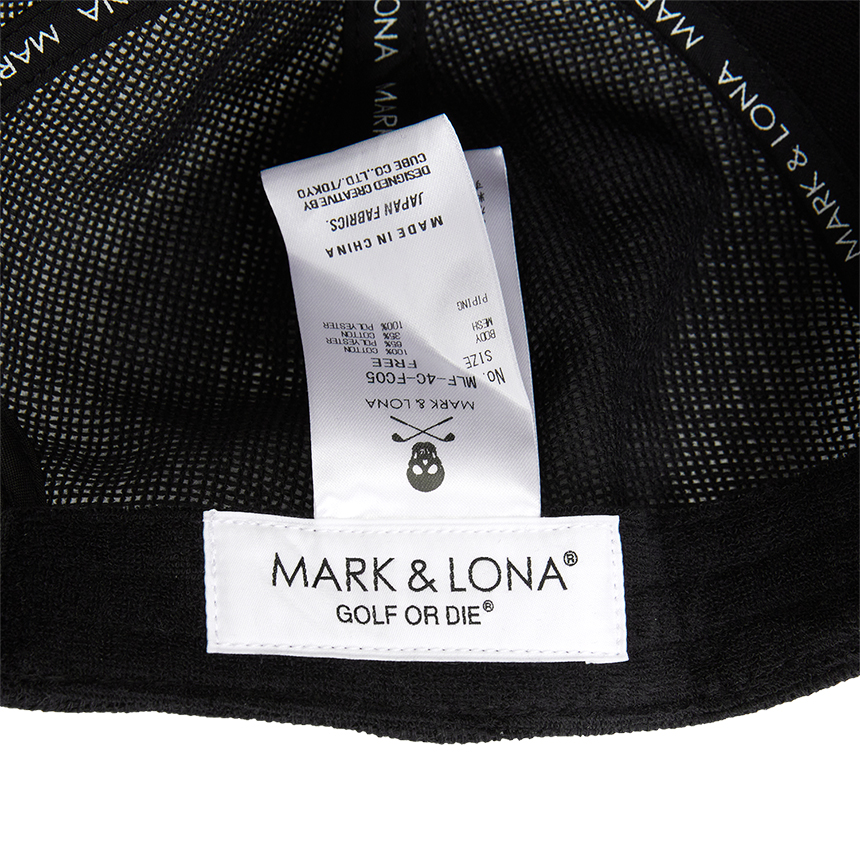 MARK
LONA MARK
MARK
MARK & LONA
MARK & LONA
No. MLF-4C-FC05
SIZE FREE
BODY 100% COTTON
MESH 65% POLYESTER
35% COTTON
PIPING 100% POLYESTER
MADE IN CHINA
JAPAN FABRICS.
DESIGNED CREATIVE BY
CUBE CO.,LTD./TOKYO
MARK & LONA®
GOLF OR DIE®